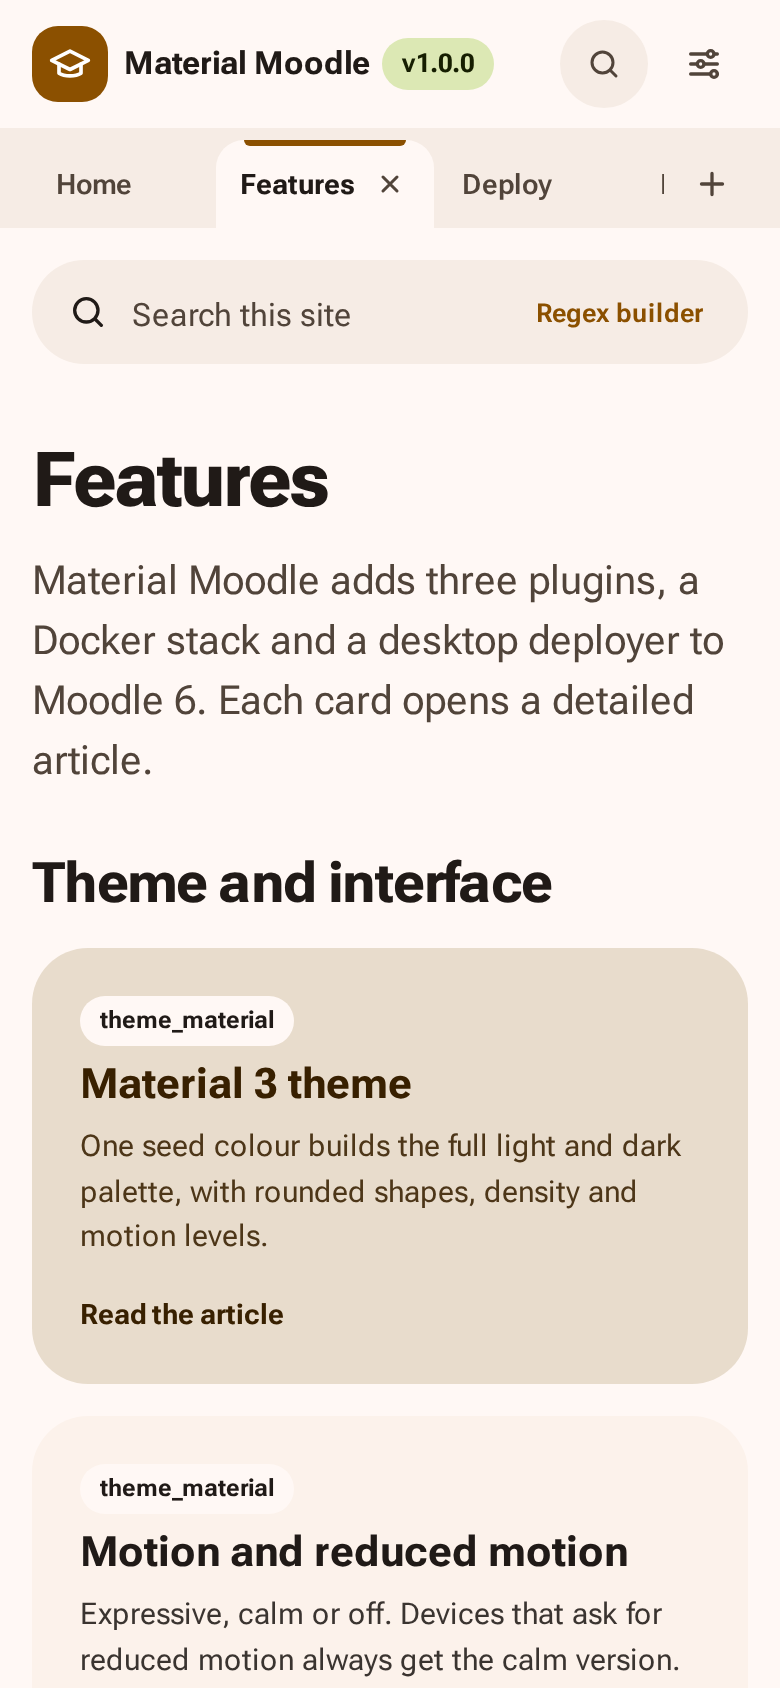 Material Moodle v1.0.0
Home Features Deploy
Search this site Regex builder
Features
Material Moodle adds three plugins, a
Docker stack and a desktop deployer to
Moodle 6. Each card opens a detailed
article.
Theme and interface
theme_material
Material 3 theme
One seed colour builds the full light and dark
palette, with rounded shapes, density and
motion levels.
Read the article
theme_material
Motion and reduced motion
Expressive, calm or off. Devices that ask for
reduced motion always get the calm version.